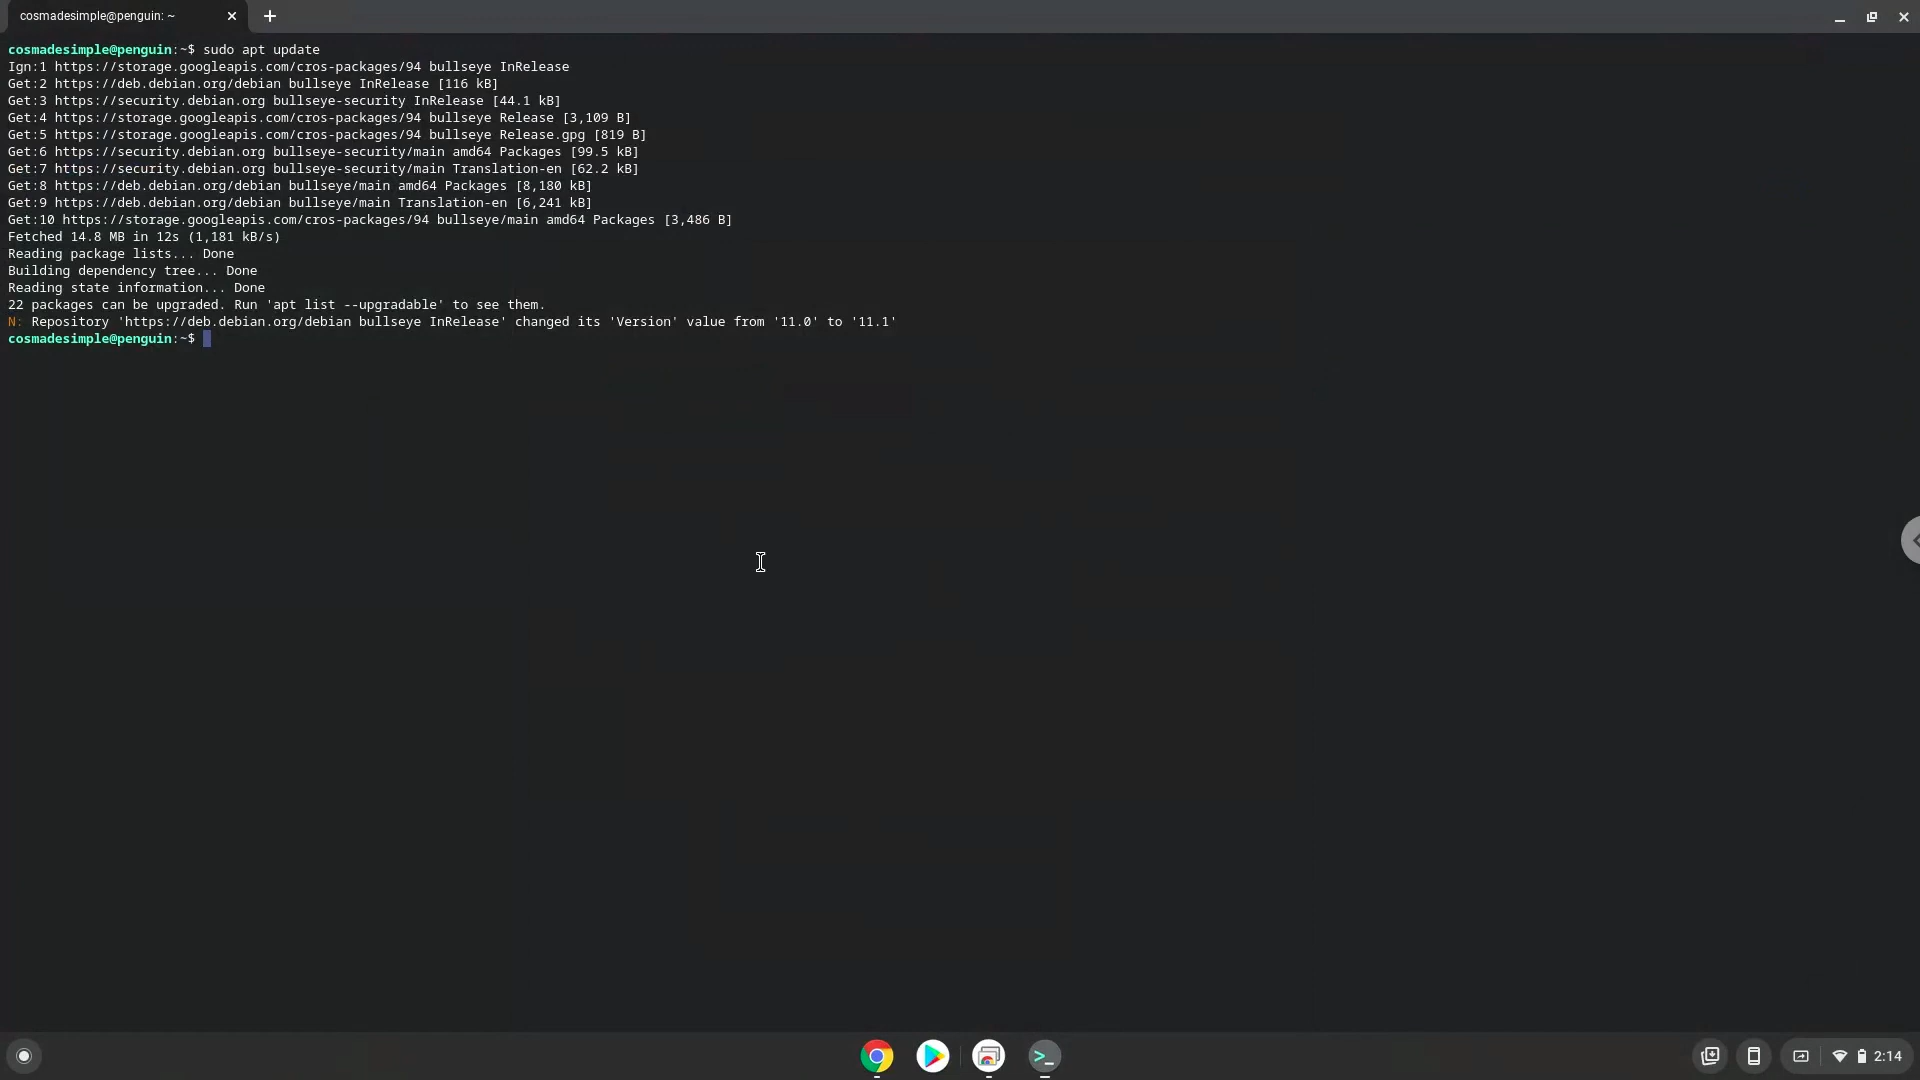 cosmadesimple@penguin: ~
cosmadesimple@penguin:~$ sudo apt update
Ign:1 https://storage.googleapis.com/cros-packages/94 bullseye InRelease
Get:2 https://deb.debian.org/debian bullseye InRelease [116 kB]
Get:3 https://security.debian.org bullseye-security InRelease [44.1 kB]
Get:4 https://storage.googleapis.com/cros-packages/94 bullseye Release [3,109 B]
Get:5 https://storage.googleapis.com/cros-packages/94 bullseye Release.gpg [819 B]
Get:6 https://security.debian.org bullseye-security/main amd64 Packages [99.5 kB]
Get:7 https://security.debian.org bullseye-security/main Translation-en [62.2 kB]
Get:8 https://deb.debian.org/debian bullseye/main amd64 Packages [8,180 kB]
Get:9 https://deb.debian.org/debian bullseye/main Translation-en [6,241 kB]
Get:10 https://storage.googleapis.com/cros-packages/94 bullseye/main amd64 Packages [3,486 B]
Fetched 14.8 MB in 12s (1,181 kB/s)
Reading package lists... Done
Building dependency tree... Done
Reading state information... Done
22 packages can be upgraded. Run 'apt list --upgradable' to see them.
N: Repository 'https://deb.debian.org/debian bullseye InRelease' changed its 'Version' value from '11.0' to '11.1'
cosmadesimple@penguin:~$
2:14